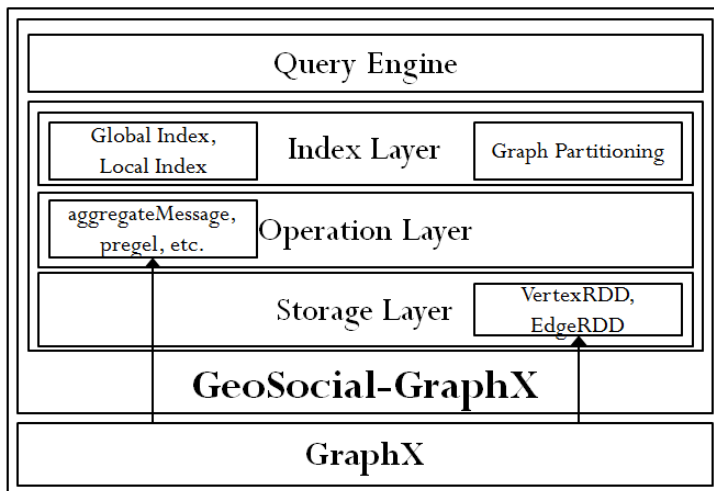 Query Engine
Global Index,
Local Index
Index Layer
Graph Partitioning
aggregateMessage,
pregel, etc.
Operation Layer
Storage Layer
VertexRDD,
EdgeRDD
GeoSocial-GraphX
GraphX